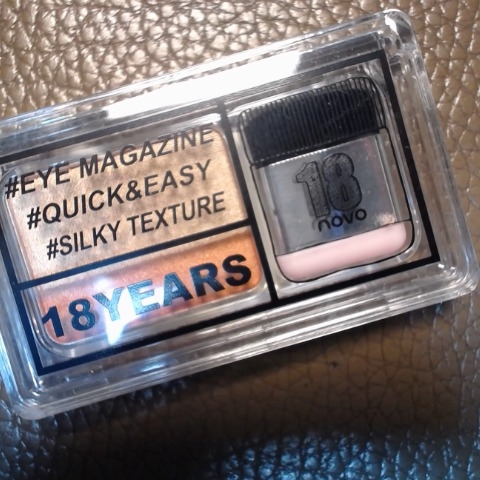 #EYE MAGAZINE
#QUICK&EASY
#SILKY TEXTURE
18YEARS
18
novo